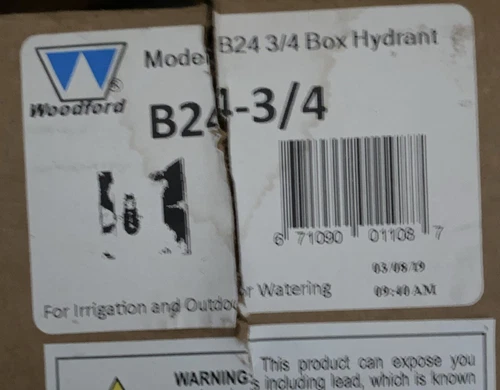 Model B24 3/4 Box Hydrant
Woodford
®
B24-3/4
6 71090 01108 7
03/08/19
09:40 AM
For Irrigation and Outdoor Watering
WARNING: This product can expose you
including lead, which is known